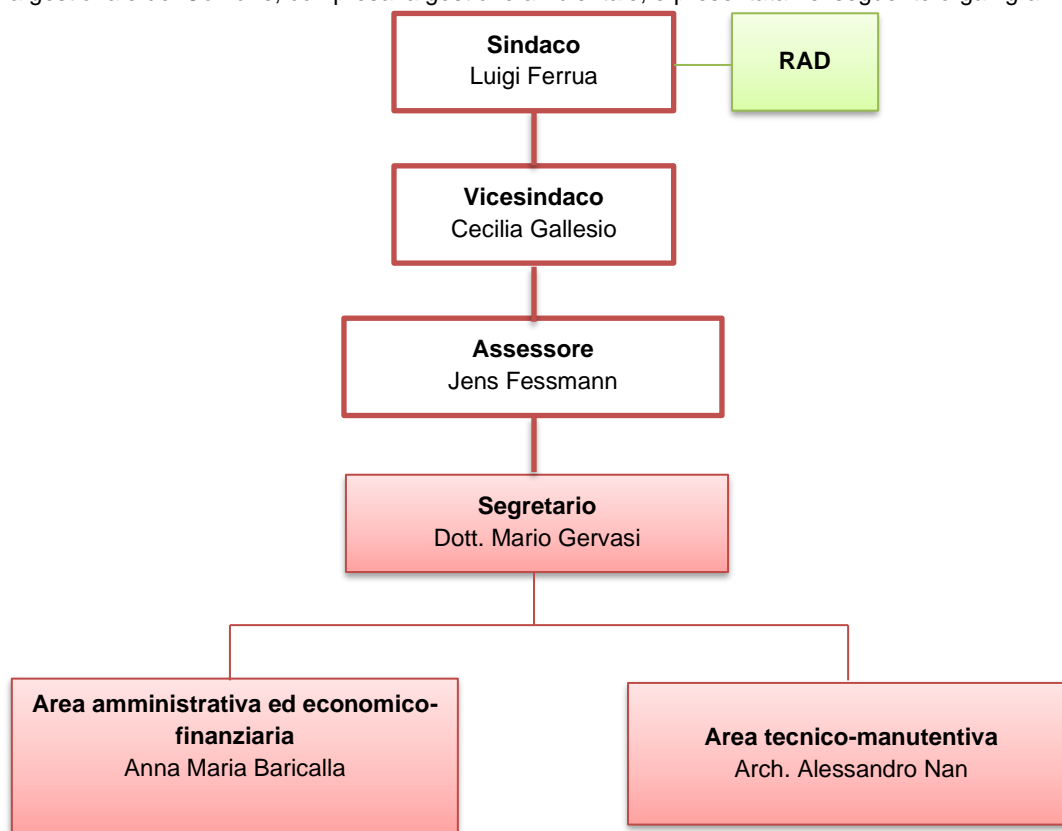 Sindaco
Luigi Ferrua
RAD
Vicesindaco
Cecilia Gallesio
Assessore
Jens Fessmann
Segretario
Dott. Mario Gervasi
Area amministrativa ed economico-
finanziaria
Anna Maria Baricalla
Area tecnico-manutentiva
Arch. Alessandro Nan